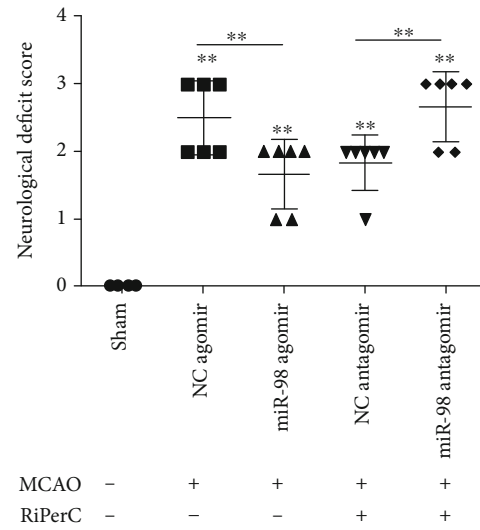 4
3
2
1
0
Neurological deficit score
**
**
**
**
**
**
Sham
NC agomir
miR-98 agomir
NC antagomir
miR-98 antagomir
MCAO – + + + +
RiPerC – – – + +